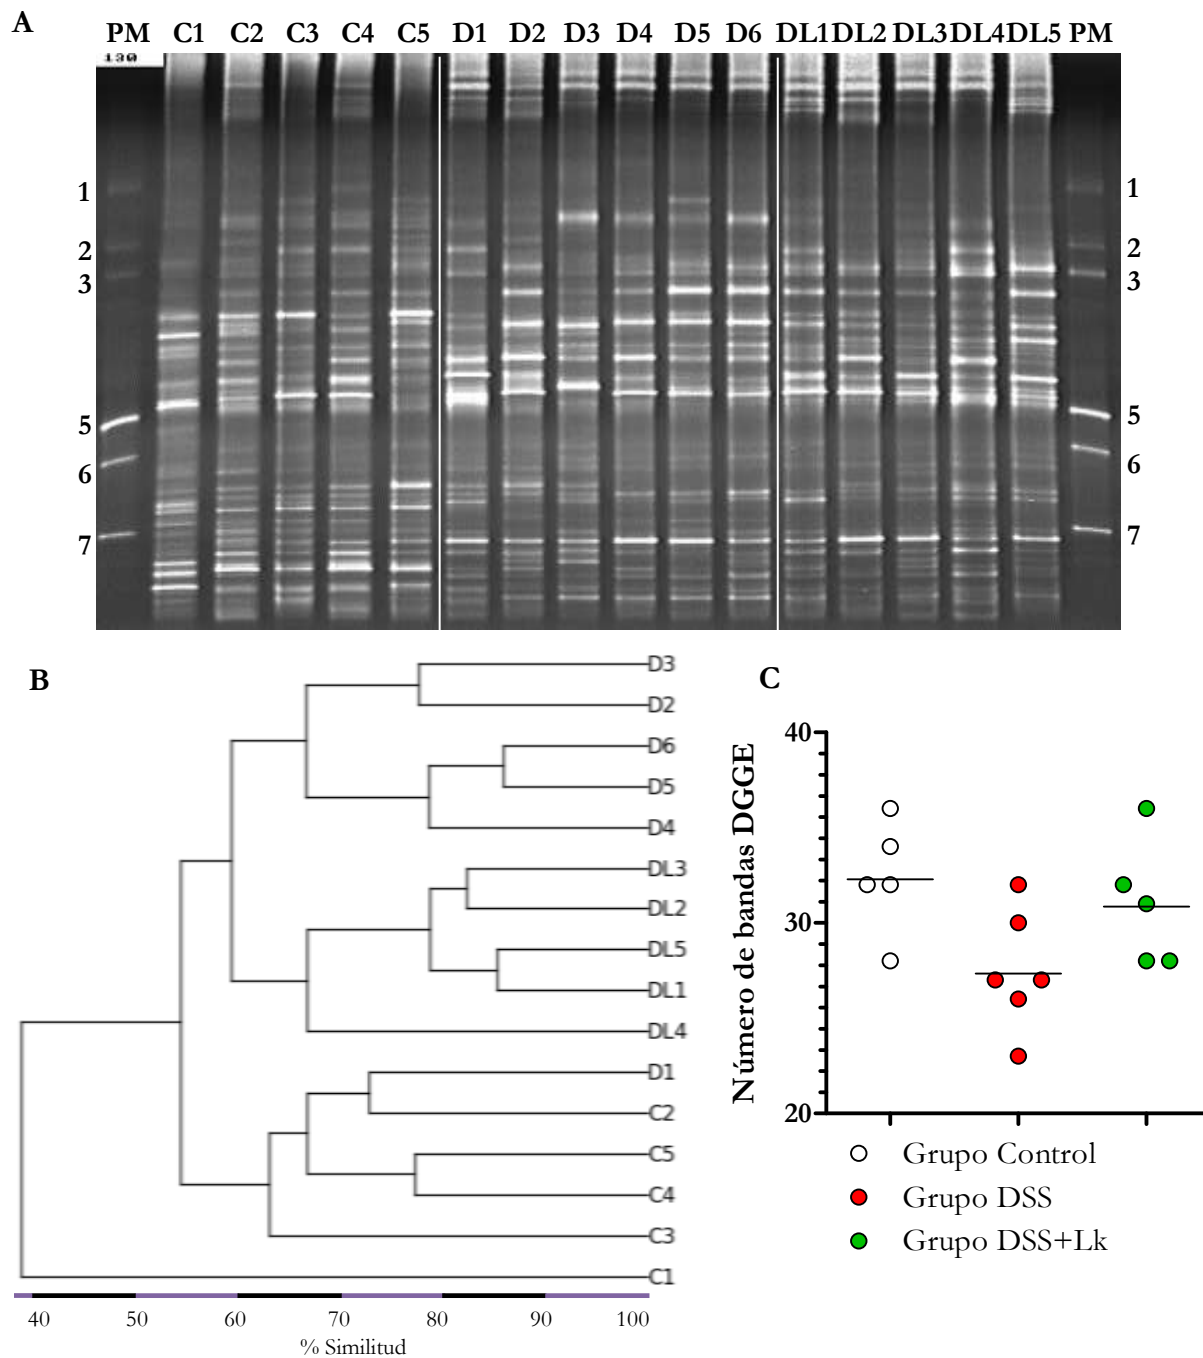 A
PM C1 C2 C3 C4 C5 D1 D2 D3 D4 D5 D6 DL1 DL2 DL3 DL4 DL5 PM
130
1 1
2 2
3 3
5 5
6 6
7 7
B
D3
D2
D6
D5
D4
DL3
DL2
DL5
DL1
DL4
D1
C2
C5
C4
C3
C1
40 50 60 70 80 90 100
% Similitud
C
Número de bandas DGGE
40
30
20
Grupo Control
Grupo DSS
Grupo DSS+Lk